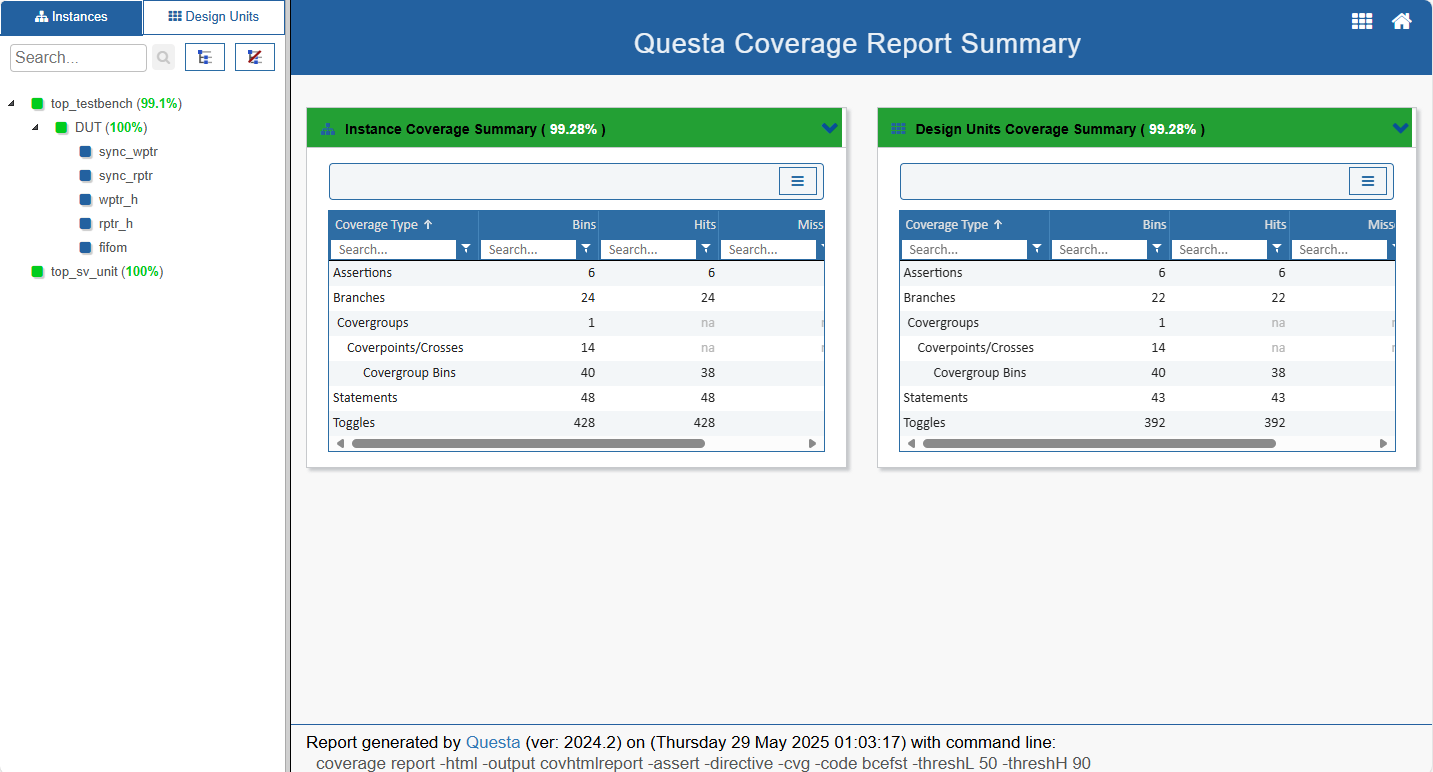 Instances
Design Units
Search...
top_testbench (99.1%)
DUT (100%)
sync_wptr
sync_rptr
wptr_h
rptr_h
fifom
top_sv_unit (100%)
Questa Coverage Report Summary
Instance Coverage Summary ( 99.28% )
Coverage Type Bins Hits Miss
Search... Search... Search... Search...
Assertions 6 6
Branches 24 24
Covergroups 1 na
Coverpoints/Crosses 14 na
Covergroup Bins 40 38
Statements 48 48
Toggles 428 428
Design Units Coverage Summary ( 99.28% )
Coverage Type Bins Hits Miss
Search... Search... Search... Search...
Assertions 6 6
Branches 22 22
Covergroups 1 na
Coverpoints/Crosses 14 na
Covergroup Bins 40 38
Statements 43 43
Toggles 392 392
Report generated by Questa (ver: 2024.2) on (Thursday 29 May 2025 01:03:17) with command line:
coverage report -html -output covhtmlreport -assert -directive -cvg -code bcefst -threshL 50 -threshH 90